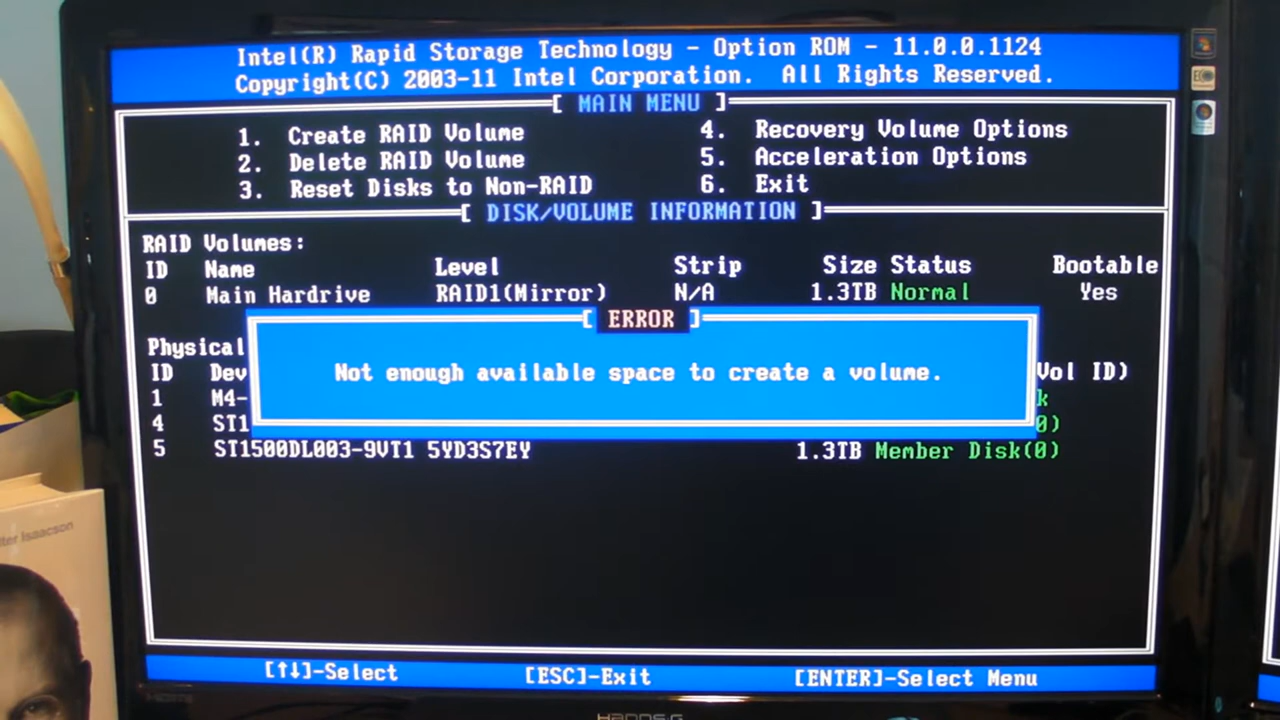 Intel(R) Rapid Storage Technology - Option ROM - 11.0.0.1124
Copyright(C) 2003-11 Intel Corporation. All Rights Reserved.
[ MAIN MENU ]
1. Create RAID Volume 4. Recovery Volume Options
2. Delete RAID Volume 5. Acceleration Options
3. Reset Disks to Non-RAID 6. Exit
[ DISK/VOLUME INFORMATION ]
RAID Volumes:
ID Name Level Strip Size Status Bootable
0 Main Hardrive RAID1(Mirror) N/A 1.3TB Normal Yes
[ ERROR ]
Physical
Not enough available space to create a volume.
ID Dev Vol ID)
1 M4- k
4 ST1 0)
5 ST1500DL003-9VT1 5YD3S7EY 1.3TB Member Disk(0)
[↑↓]-Select [ESC]-Exit [ENTER]-Select Menu
HDMI
HANNS-G
ter Isaacson